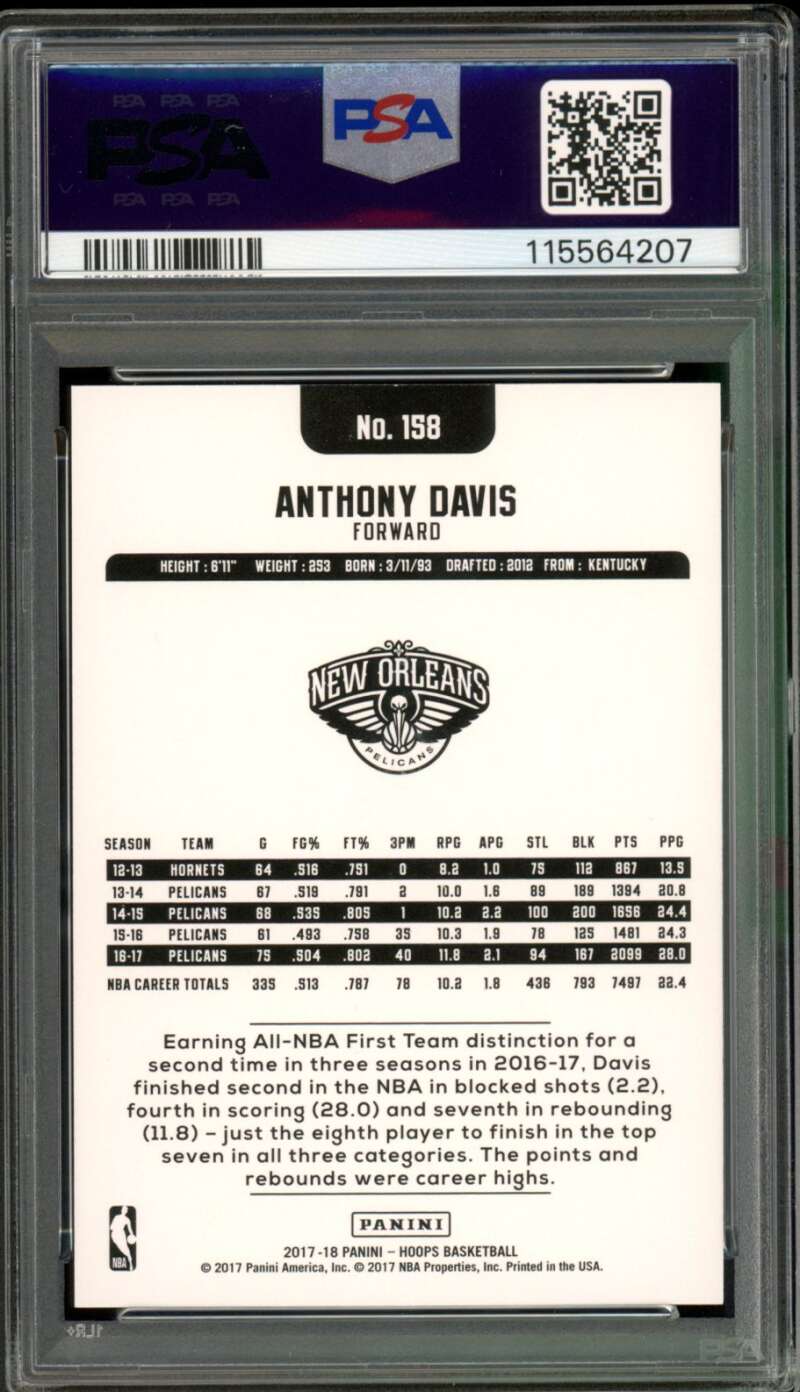 PSA PSA PSA
PSA
PSA PSA PSA
PSA
115564207
No. 158
ANTHONY DAVIS
FORWARD
HEIGHT : 6'11" WEIGHT : 253 BORN : 3/11/93 DRAFTED : 2012 FROM : KENTUCKY
NEW ORLEANS
PELICANS
SEASON TEAM G FG% FT% 3PM RPG APG STL BLK PTS PPG
12-13 HORNETS 64 .516 .751 0 8.2 1.0 75 112 867 13.5
13-14 PELICANS 67 .519 .791 2 10.0 1.6 89 189 1394 20.8
14-15 PELICANS 68 .535 .805 1 10.2 2.2 100 200 1656 24.4
15-16 PELICANS 61 .493 .758 35 10.3 1.9 78 125 1481 24.3
16-17 PELICANS 75 .504 .802 40 11.8 2.1 94 167 2099 28.0
NBA CAREER TOTALS 335 .513 .787 78 10.2 1.8 436 793 7497 22.4
Earning All-NBA First Team distinction for a
second time in three seasons in 2016-17, Davis
finished second in the NBA in blocked shots (2.2),
fourth in scoring (28.0) and seventh in rebounding
(11.8) – just the eighth player to finish in the top
seven in all three categories. The points and
rebounds were career highs.
PANINI
NBA
2017-18 PANINI – HOOPS BASKETBALL
© 2017 Panini America, Inc. © 2017 NBA Properties, Inc. Printed in the USA.
PSA